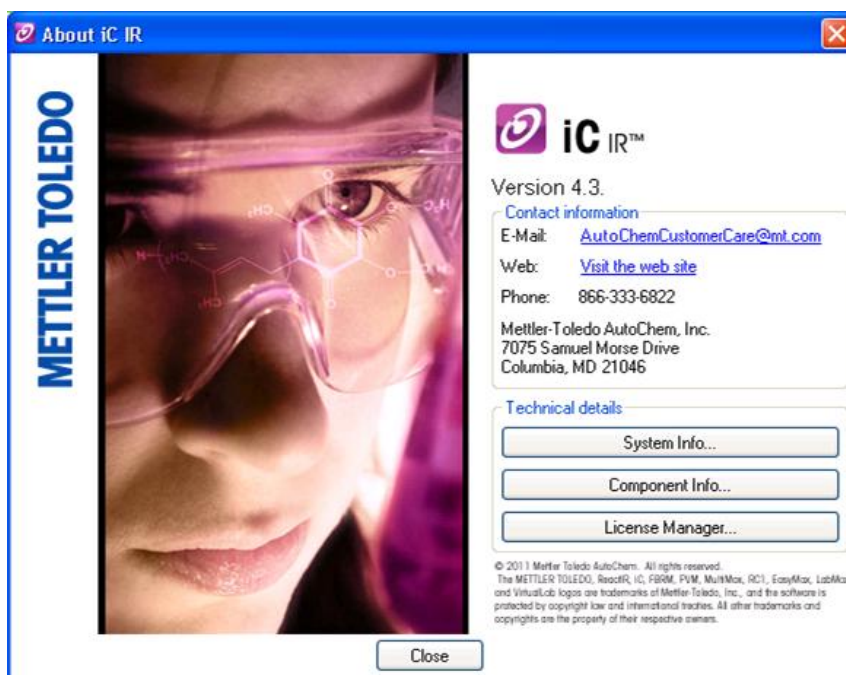 About iC IR
METTLER TOLEDO
iC IR™
Version 4.3.
Contact information
E-Mail: AutoChemCustomerCare@mt.com
Web: Visit the web site
Phone: 866-333-6822
Mettler-Toledo AutoChem, Inc.
7075 Samuel Morse Drive
Columbia, MD 21046
Technical details
System Info...
Component Info...
License Manager...
© 2011 Mettler Toledo AutoChem. All rights reserved.
The METTLER TOLEDO, ReactIR, iC, FBRM, PVM, MultiMax, RC1, EasyMax, LabMax
and VirtualLab logos are trademarks of Mettler-Toledo, Inc., and the software is
protected by copyright law and international treaties. All other trademarks and
copyrights are the property of their respective owners.
Close